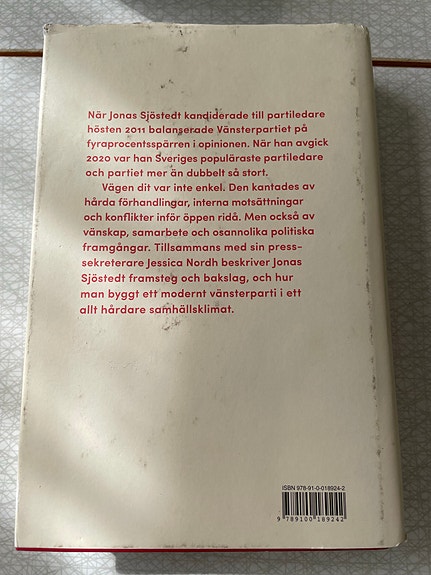 När Jonas Sjöstedt kandiderade till partiledare
hösten 2011 balanserade Vänsterpartiet på
fyraprocentsspärren i opinionen. När han avgick
2020 var han Sveriges populäraste partiledare
och partiet mer än dubbelt så stort.
Vägen dit var inte enkel. Den kantades av
hårda förhandlingar, interna motsättningar
och konflikter inför öppen ridå. Men också av
vänskap, samarbete och osannolika politiska
framgångar. Tillsammans med sin press-
sekreterare Jessica Nordh beskriver Jonas
Sjöstedt framsteg och bakslag, och hur
man byggt ett modernt vänsterparti i ett
allt hårdare samhällsklimat.
ISBN 978-91-0-018924-2
9 789100 189242